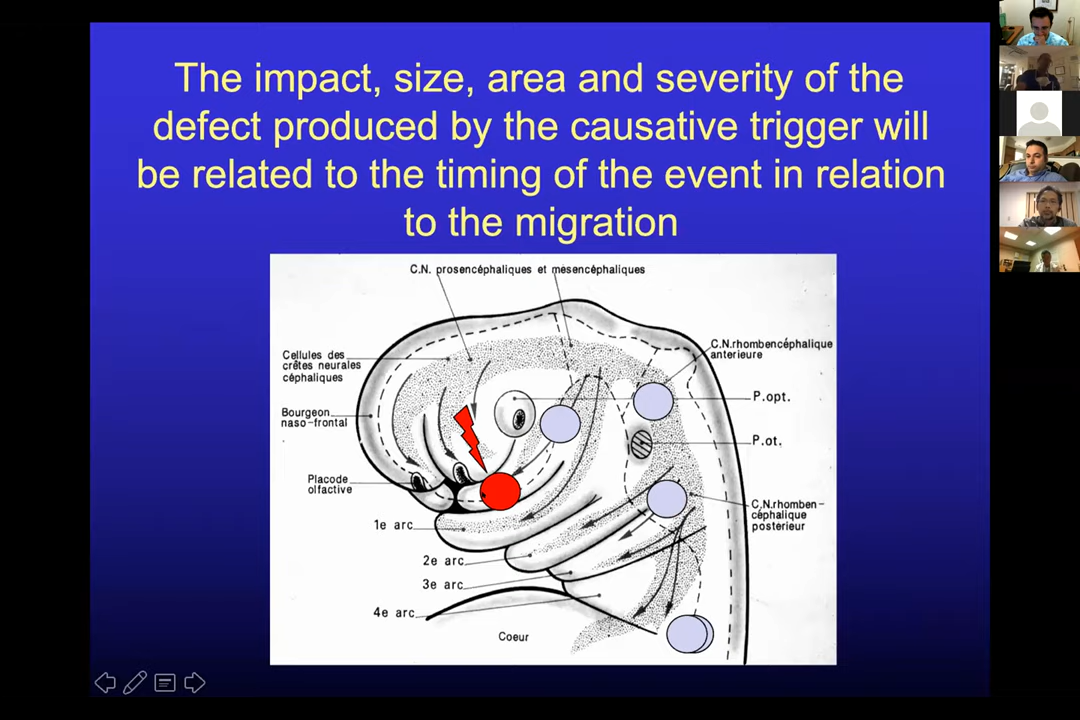 The impact, size, area and severity of the
defect produced by the causative trigger will
be related to the timing of the event in relation
to the migration
C.N. prosencéphaliques et mésencéphaliques
C.N.rhombencéphalique
anterieure
Cellules des
crêtes neurales
céphaliques
P.opt.
Bourgeon
naso-frontal
P.ot.
Placode
olfactive
C.N.rhomben-
céphalique
postérieur
1e arc
2e arc
3e arc
4e arc
Coeur